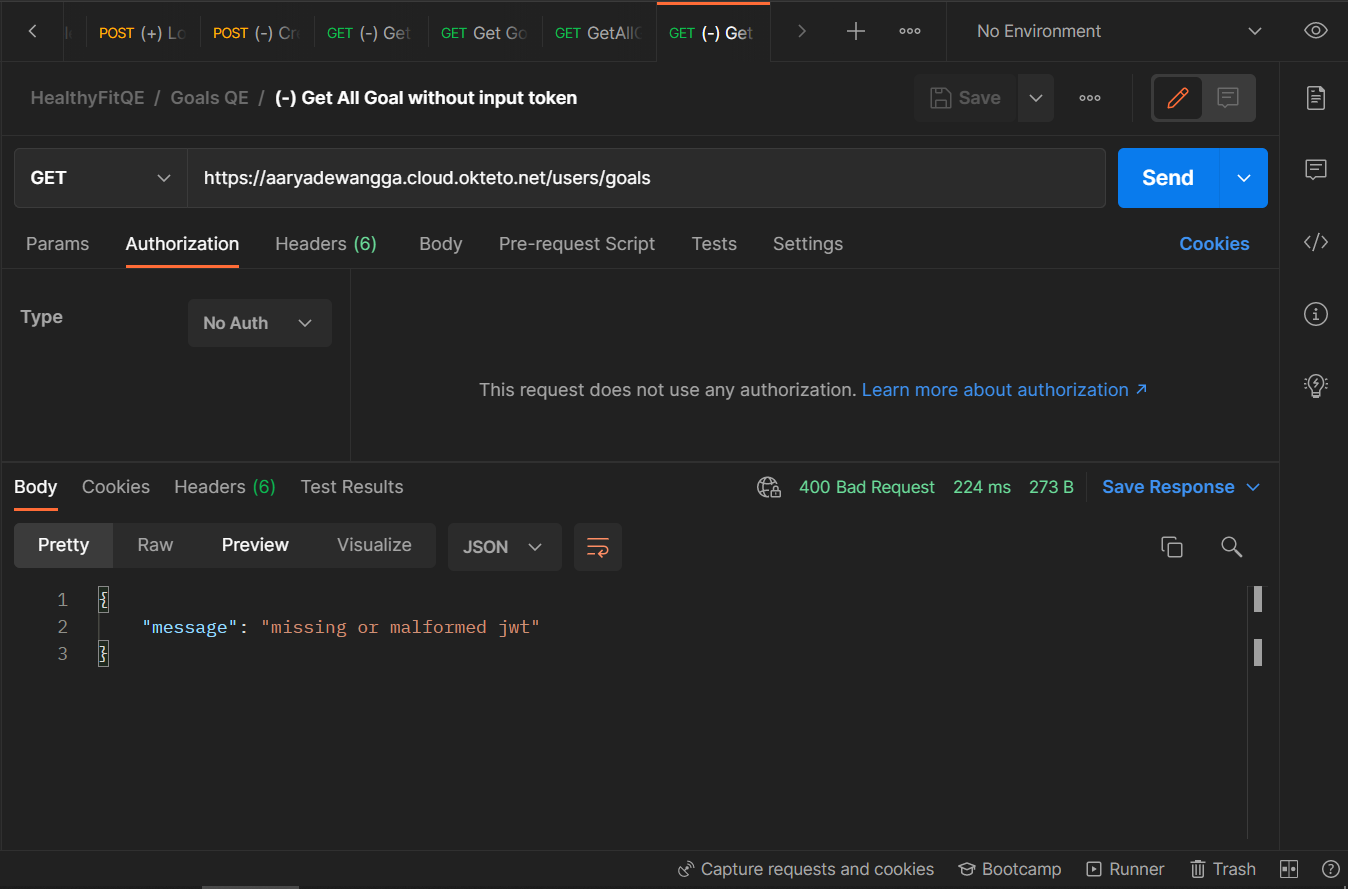 POST (+) Lo POST (-) Cr GET (-) Get GET Get Go GET GetAll GET (-) Get No Environment
HealthyFitQE / Goals QE / (-) Get All Goal without input token Save
GET https://aaryadewangga.cloud.okteto.net/users/goals Send
Params Authorization Headers (6) Body Pre-request Script Tests Settings Cookies
Type No Auth
This request does not use any authorization. Learn more about authorization ↗
Body Cookies Headers (6) Test Results 400 Bad Request 224 ms 273 B Save Response
Pretty Raw Preview Visualize JSON
1 {
2 "message": "missing or malformed jwt"
3 }
Capture requests and cookies Bootcamp Runner Trash